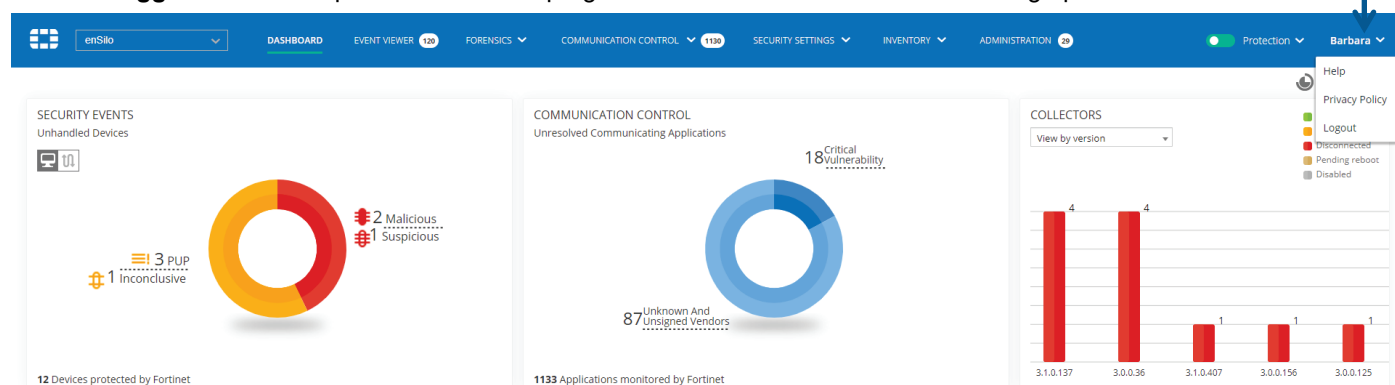 enSilo
DASHBOARD
EVENT VIEWER 120
FORENSICS
COMMUNICATION CONTROL 1130
SECURITY SETTINGS
INVENTORY
ADMINISTRATION 29
Protection
Barbara
Help
Privacy Policy
Logout
SECURITY EVENTS
Unhandled Devices
2 Malicious
1 Suspicious
3 PUP
1 Inconclusive
12 Devices protected by Fortinet
COMMUNICATION CONTROL
Unresolved Communicating Applications
18 Critical
Vulnerability
87 Unknown And
Unsigned Vendors
1133 Applications monitored by Fortinet
COLLECTORS
View by version
Disconnected
Pending reboot
Disabled
4
4
1
1
1
3.1.0.137
3.0.0.36
3.1.0.407
3.0.0.156
3.0.0.125